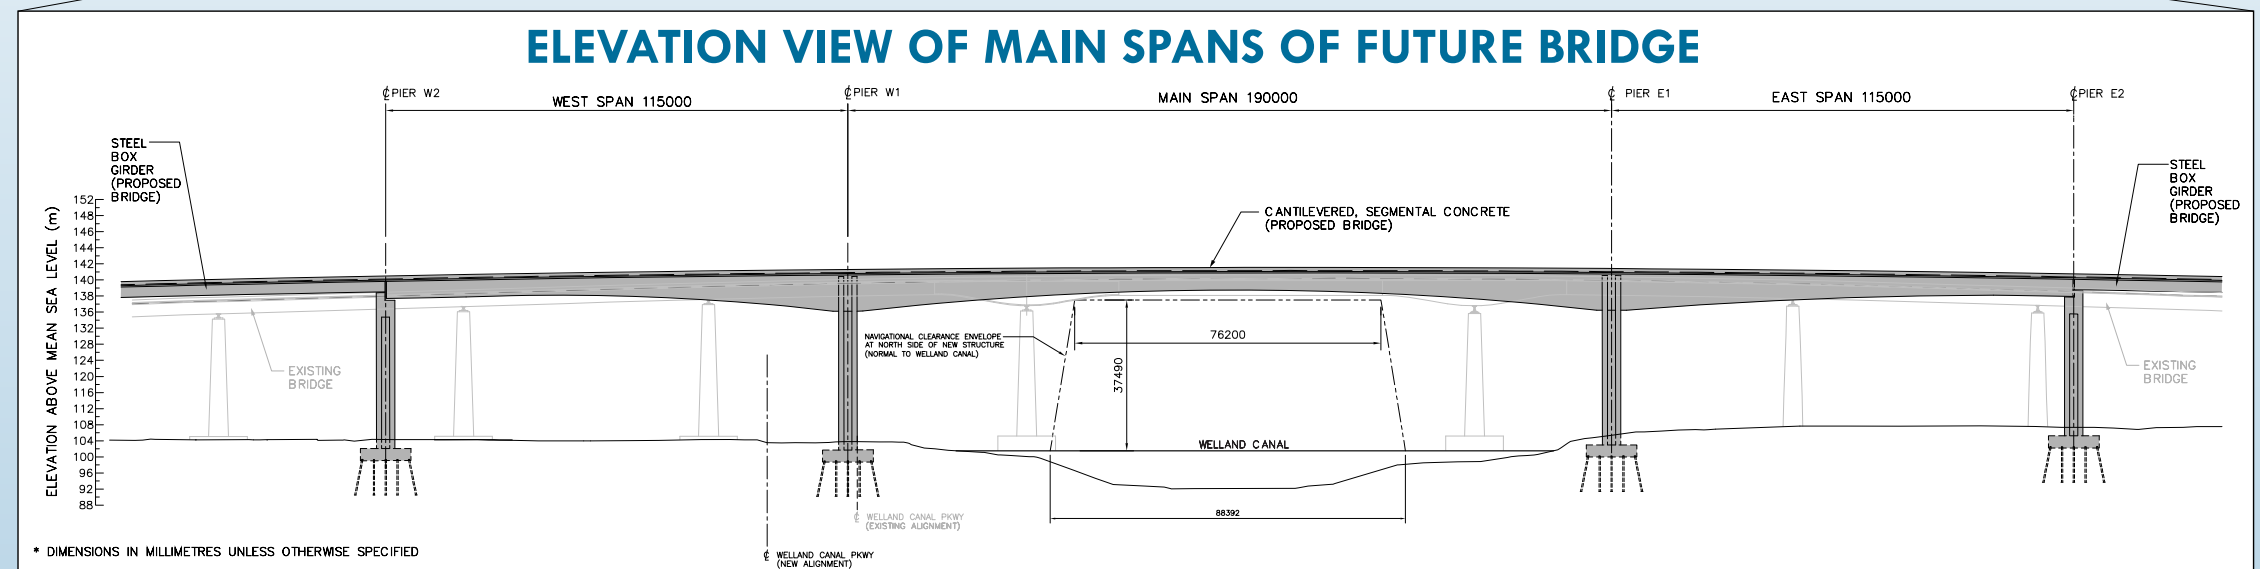 ELEVATION VIEW OF MAIN SPANS OF FUTURE BRIDGE
℄ PIER W2
WEST SPAN 115000
℄ PIER W1
MAIN SPAN 190000
℄ PIER E1
EAST SPAN 115000
℄ PIER E2
STEEL
BOX
GIRDER
(PROPOSED
BRIDGE)
STEEL
BOX
GIRDER
(PROPOSED
BRIDGE)
CANTILEVERED, SEGMENTAL CONCRETE
(PROPOSED BRIDGE)
ELEVATION ABOVE MEAN SEA LEVEL (m)
152
148
146
144
142
140
138
136
132
128
124
120
116
112
108
104
100
96
92
88
NAVIGATIONAL CLEARANCE ENVELOPE
AT NORTH SIDE OF NEW STRUCTURE
(NORMAL TO WELLAND CANAL)
76200
37490
EXISTING
BRIDGE
EXISTING
BRIDGE
WELLAND CANAL
88392
℄ WELLAND CANAL PKWY
(EXISTING ALIGNMENT)
℄ WELLAND CANAL PKWY
(NEW ALIGNMENT)
* DIMENSIONS IN MILLIMETRES UNLESS OTHERWISE SPECIFIED